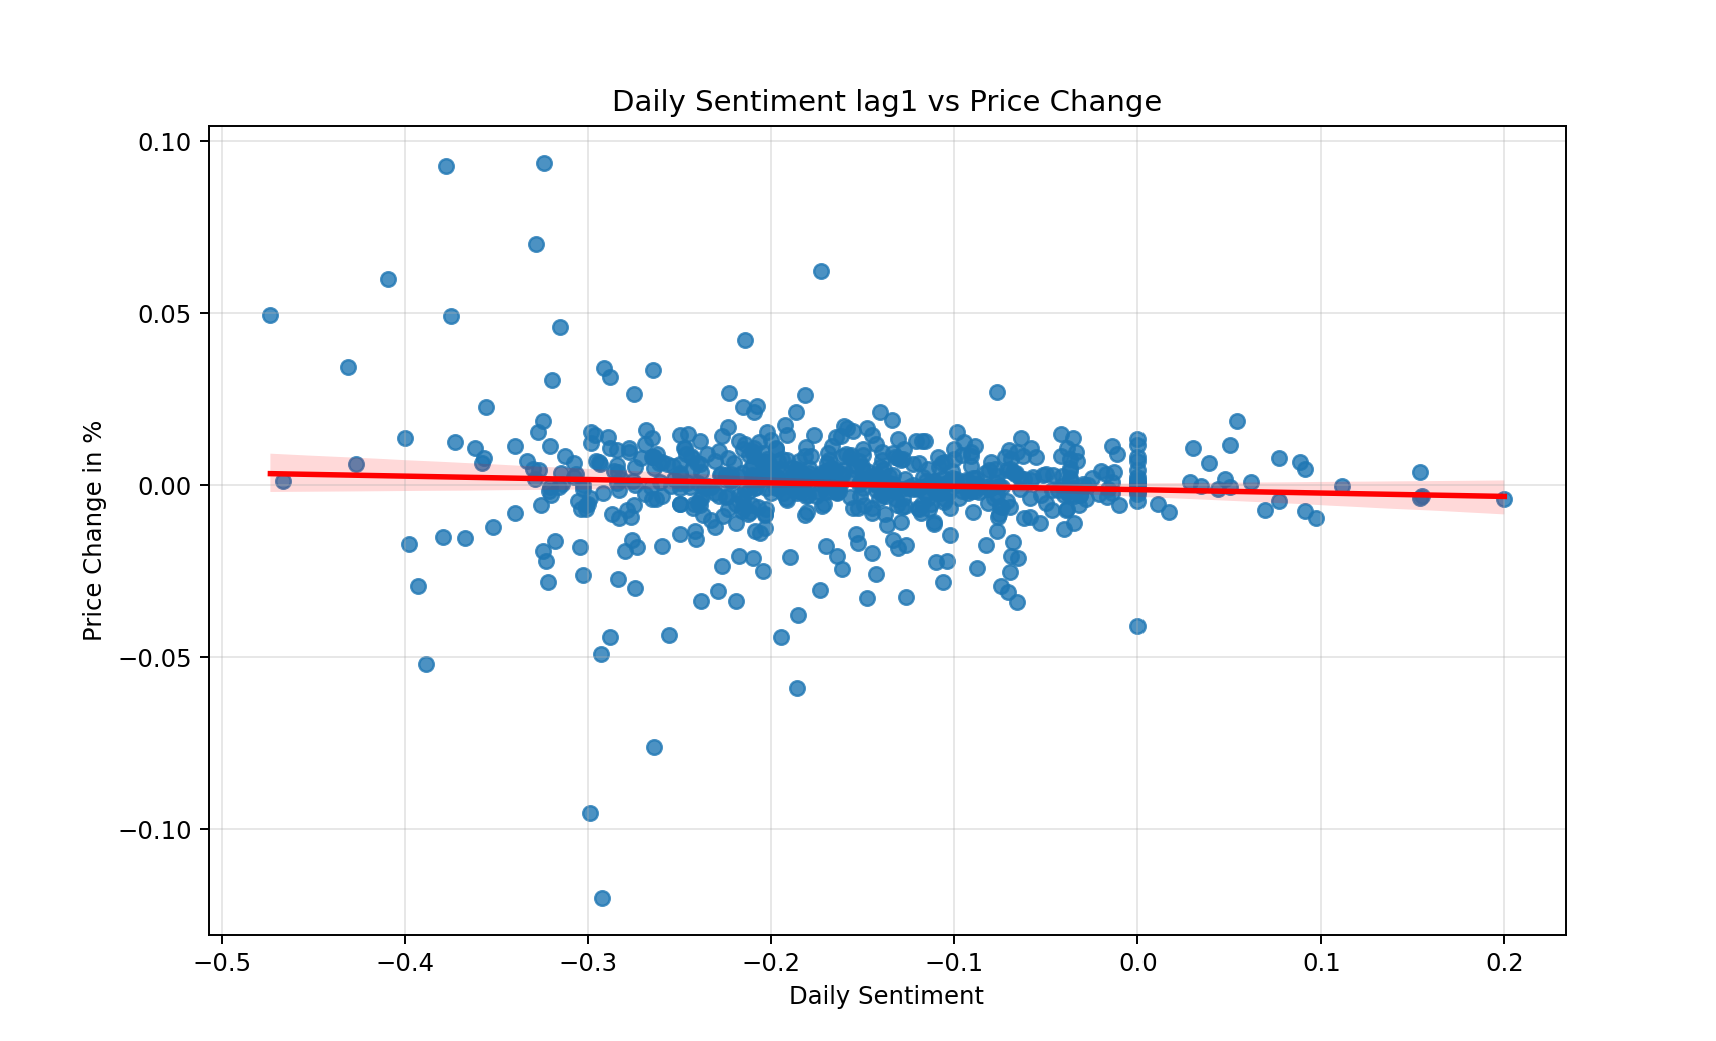 Daily Sentiment lag1 vs Price Change
Price Change in %
0.10
0.05
0.00
−0.05
−0.10
−0.5 −0.4 −0.3 −0.2 −0.1 0.0 0.1 0.2
Daily Sentiment